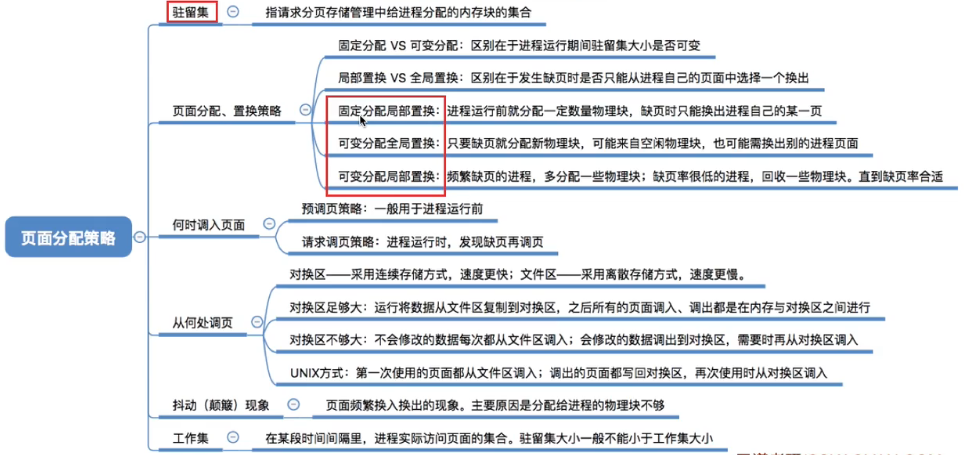 驻留集
指请求分页存储管理中给进程分配的内存块的集合
固定分配 VS 可变分配：区别在于进程运行期间驻留集大小是否可变
局部置换 VS 全局置换：区别在于发生缺页时是否只能从进程自己的页面中选择一个换出
页面分配、置换策略
固定分配局部置换：进程运行前就分配一定数量物理块，缺页时只能换出进程自己的某一页
可变分配全局置换：只要缺页就分配新物理块，可能来自空闲物理块，也可能需换出别的进程页面
可变分配局部置换：频繁缺页的进程，多分配一些物理块；缺页率很低的进程，回收一些物理块。直到缺页率合适
页面分配策略
何时调入页面
预调页策略：一般用于进程运行前
请求调页策略：进程运行时，发现缺页再调页
对换区——采用连续存储方式，速度更快；文件区——采用离散存储方式，速度更慢。
对换区足够大：运行将数据从文件区复制到对换区，之后所有的页面调入、调出都是在内存与对换区之间进行
从何处调页
对换区不够大：不会修改的数据每次都从文件区调入；会修改的数据调出到对换区，需要时再从对换区调入
UNIX方式：第一次使用的页面都从文件区调入；调出的页面都写回对换区，再次使用时从对换区调入
抖动（颠簸）现象
页面频繁换入换出的现象。主要原因是分配给进程的物理块不够
工作集
在某段时间间隔里，进程实际访问页面的集合。驻留集大小一般不能小于工作集大小